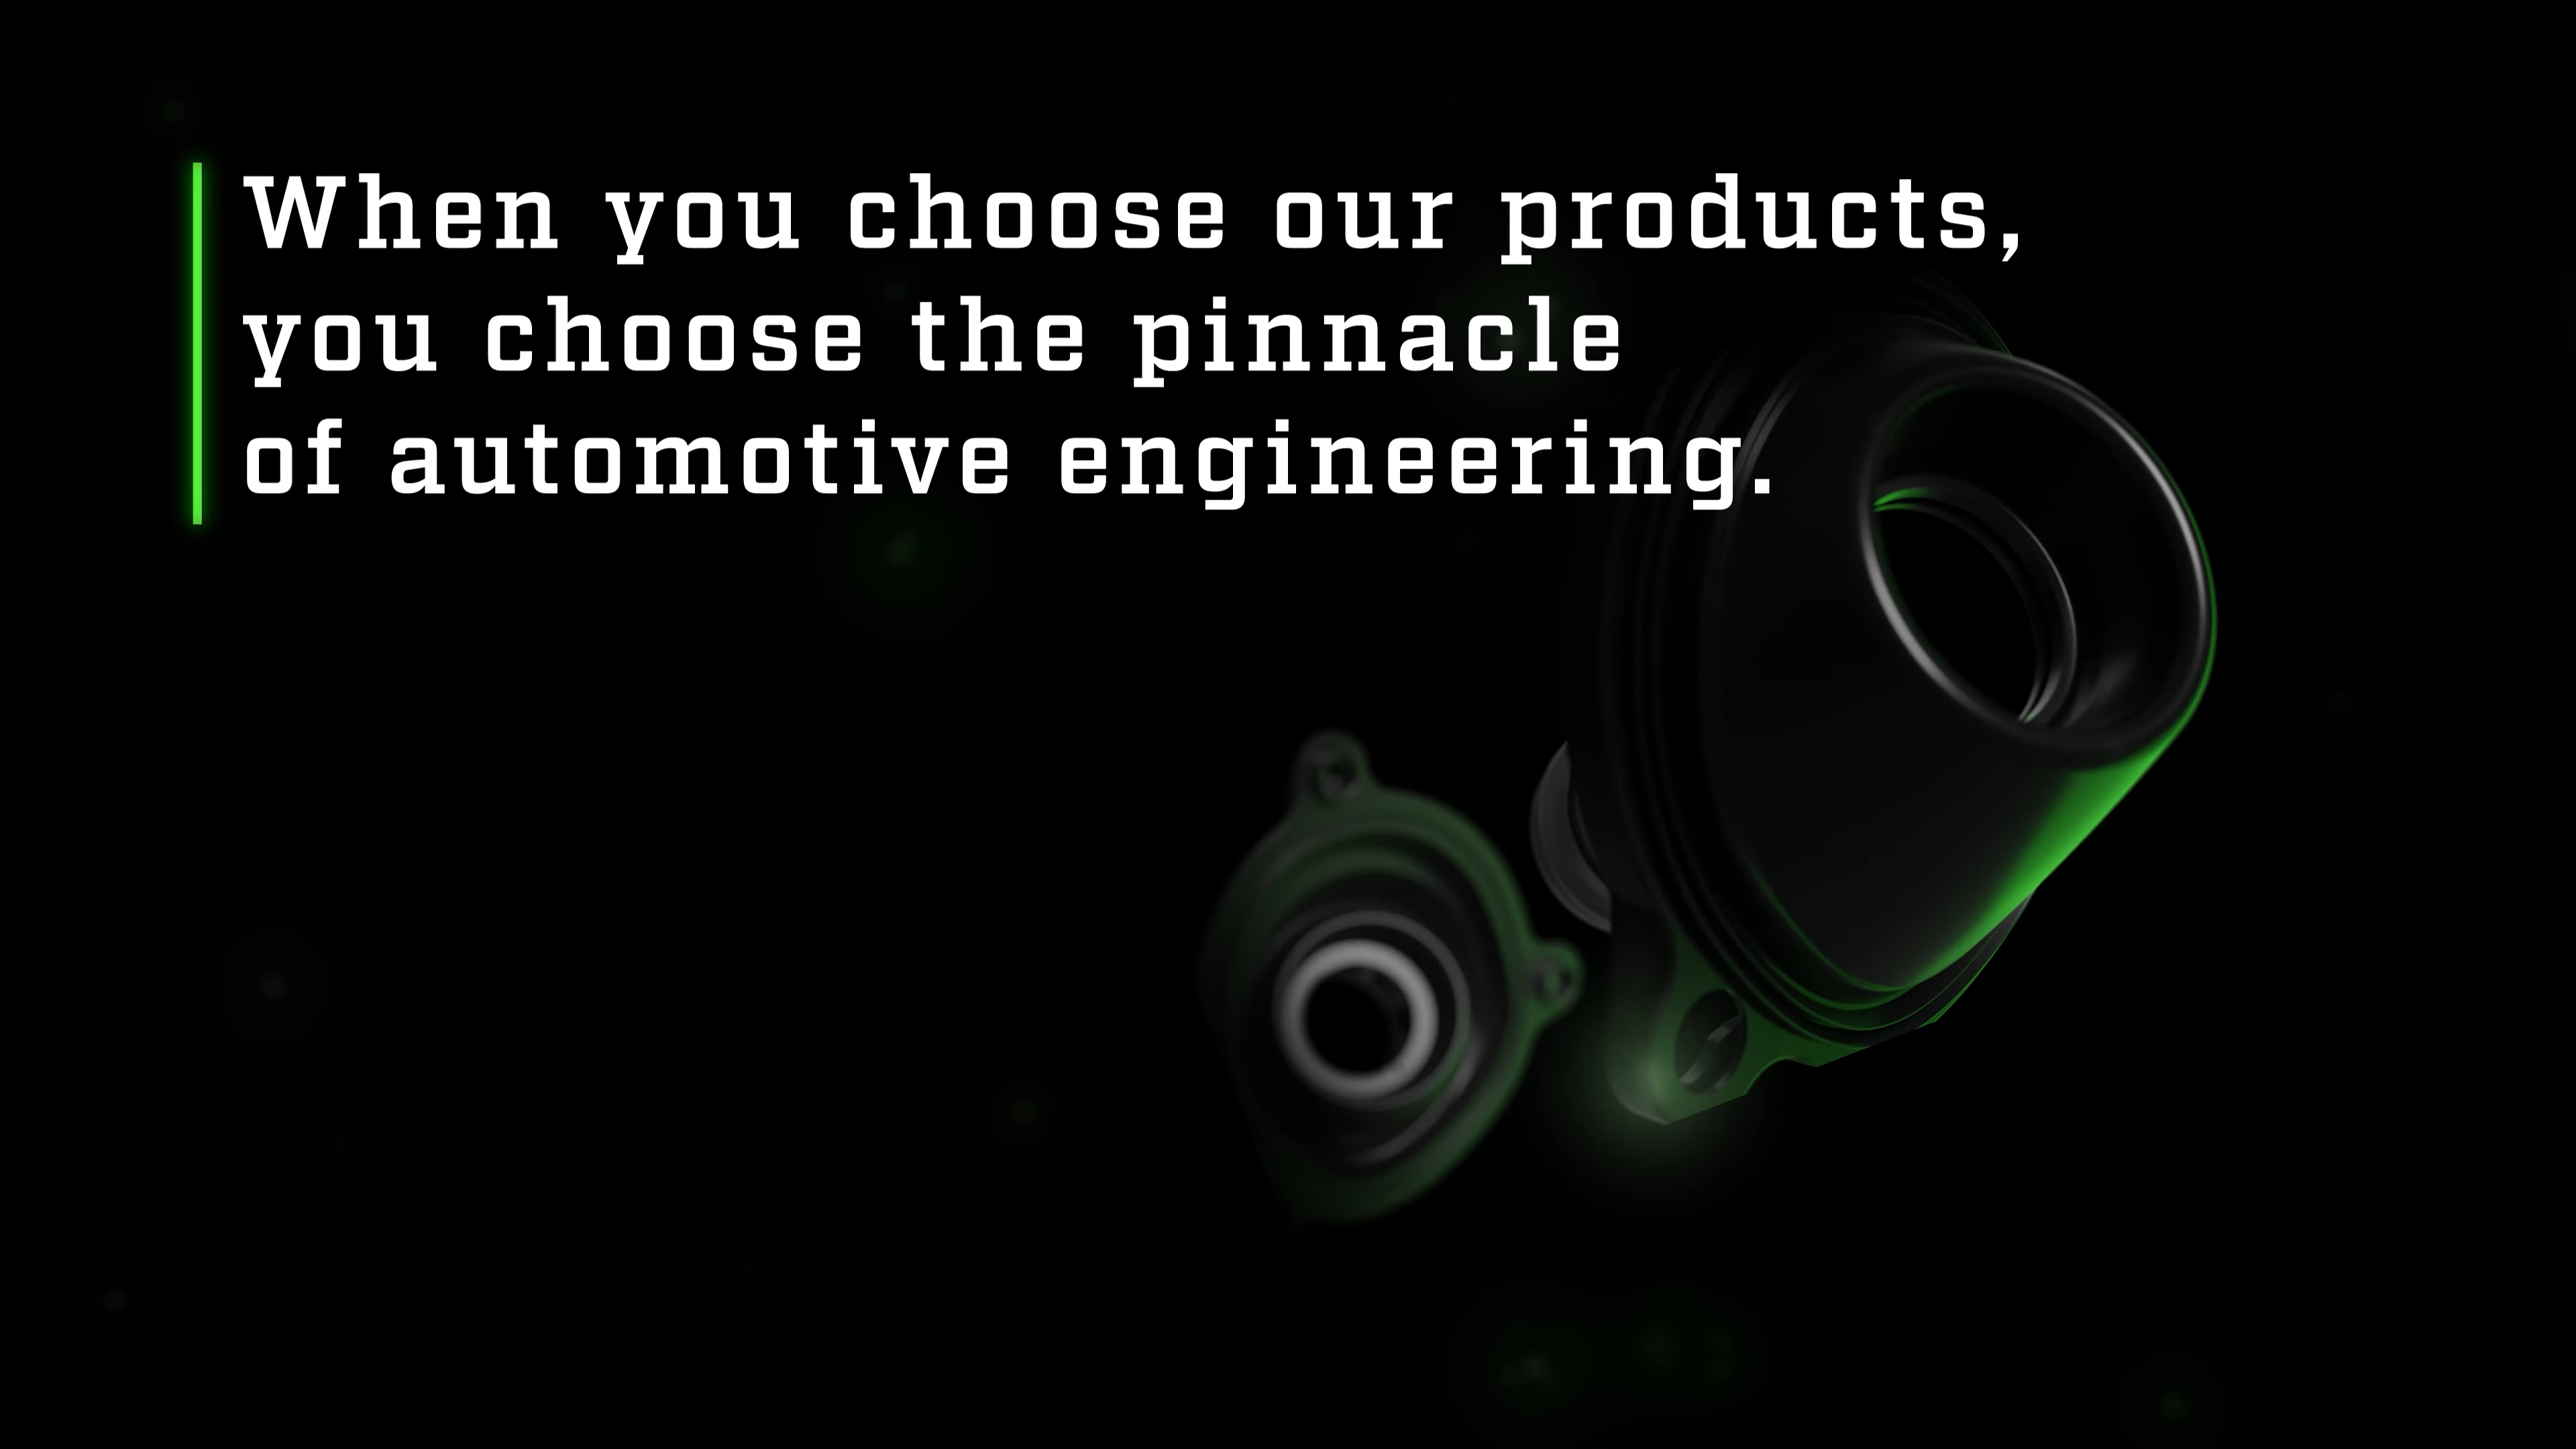 When you choose our products,
you choose the pinnacle
of automotive engineering.